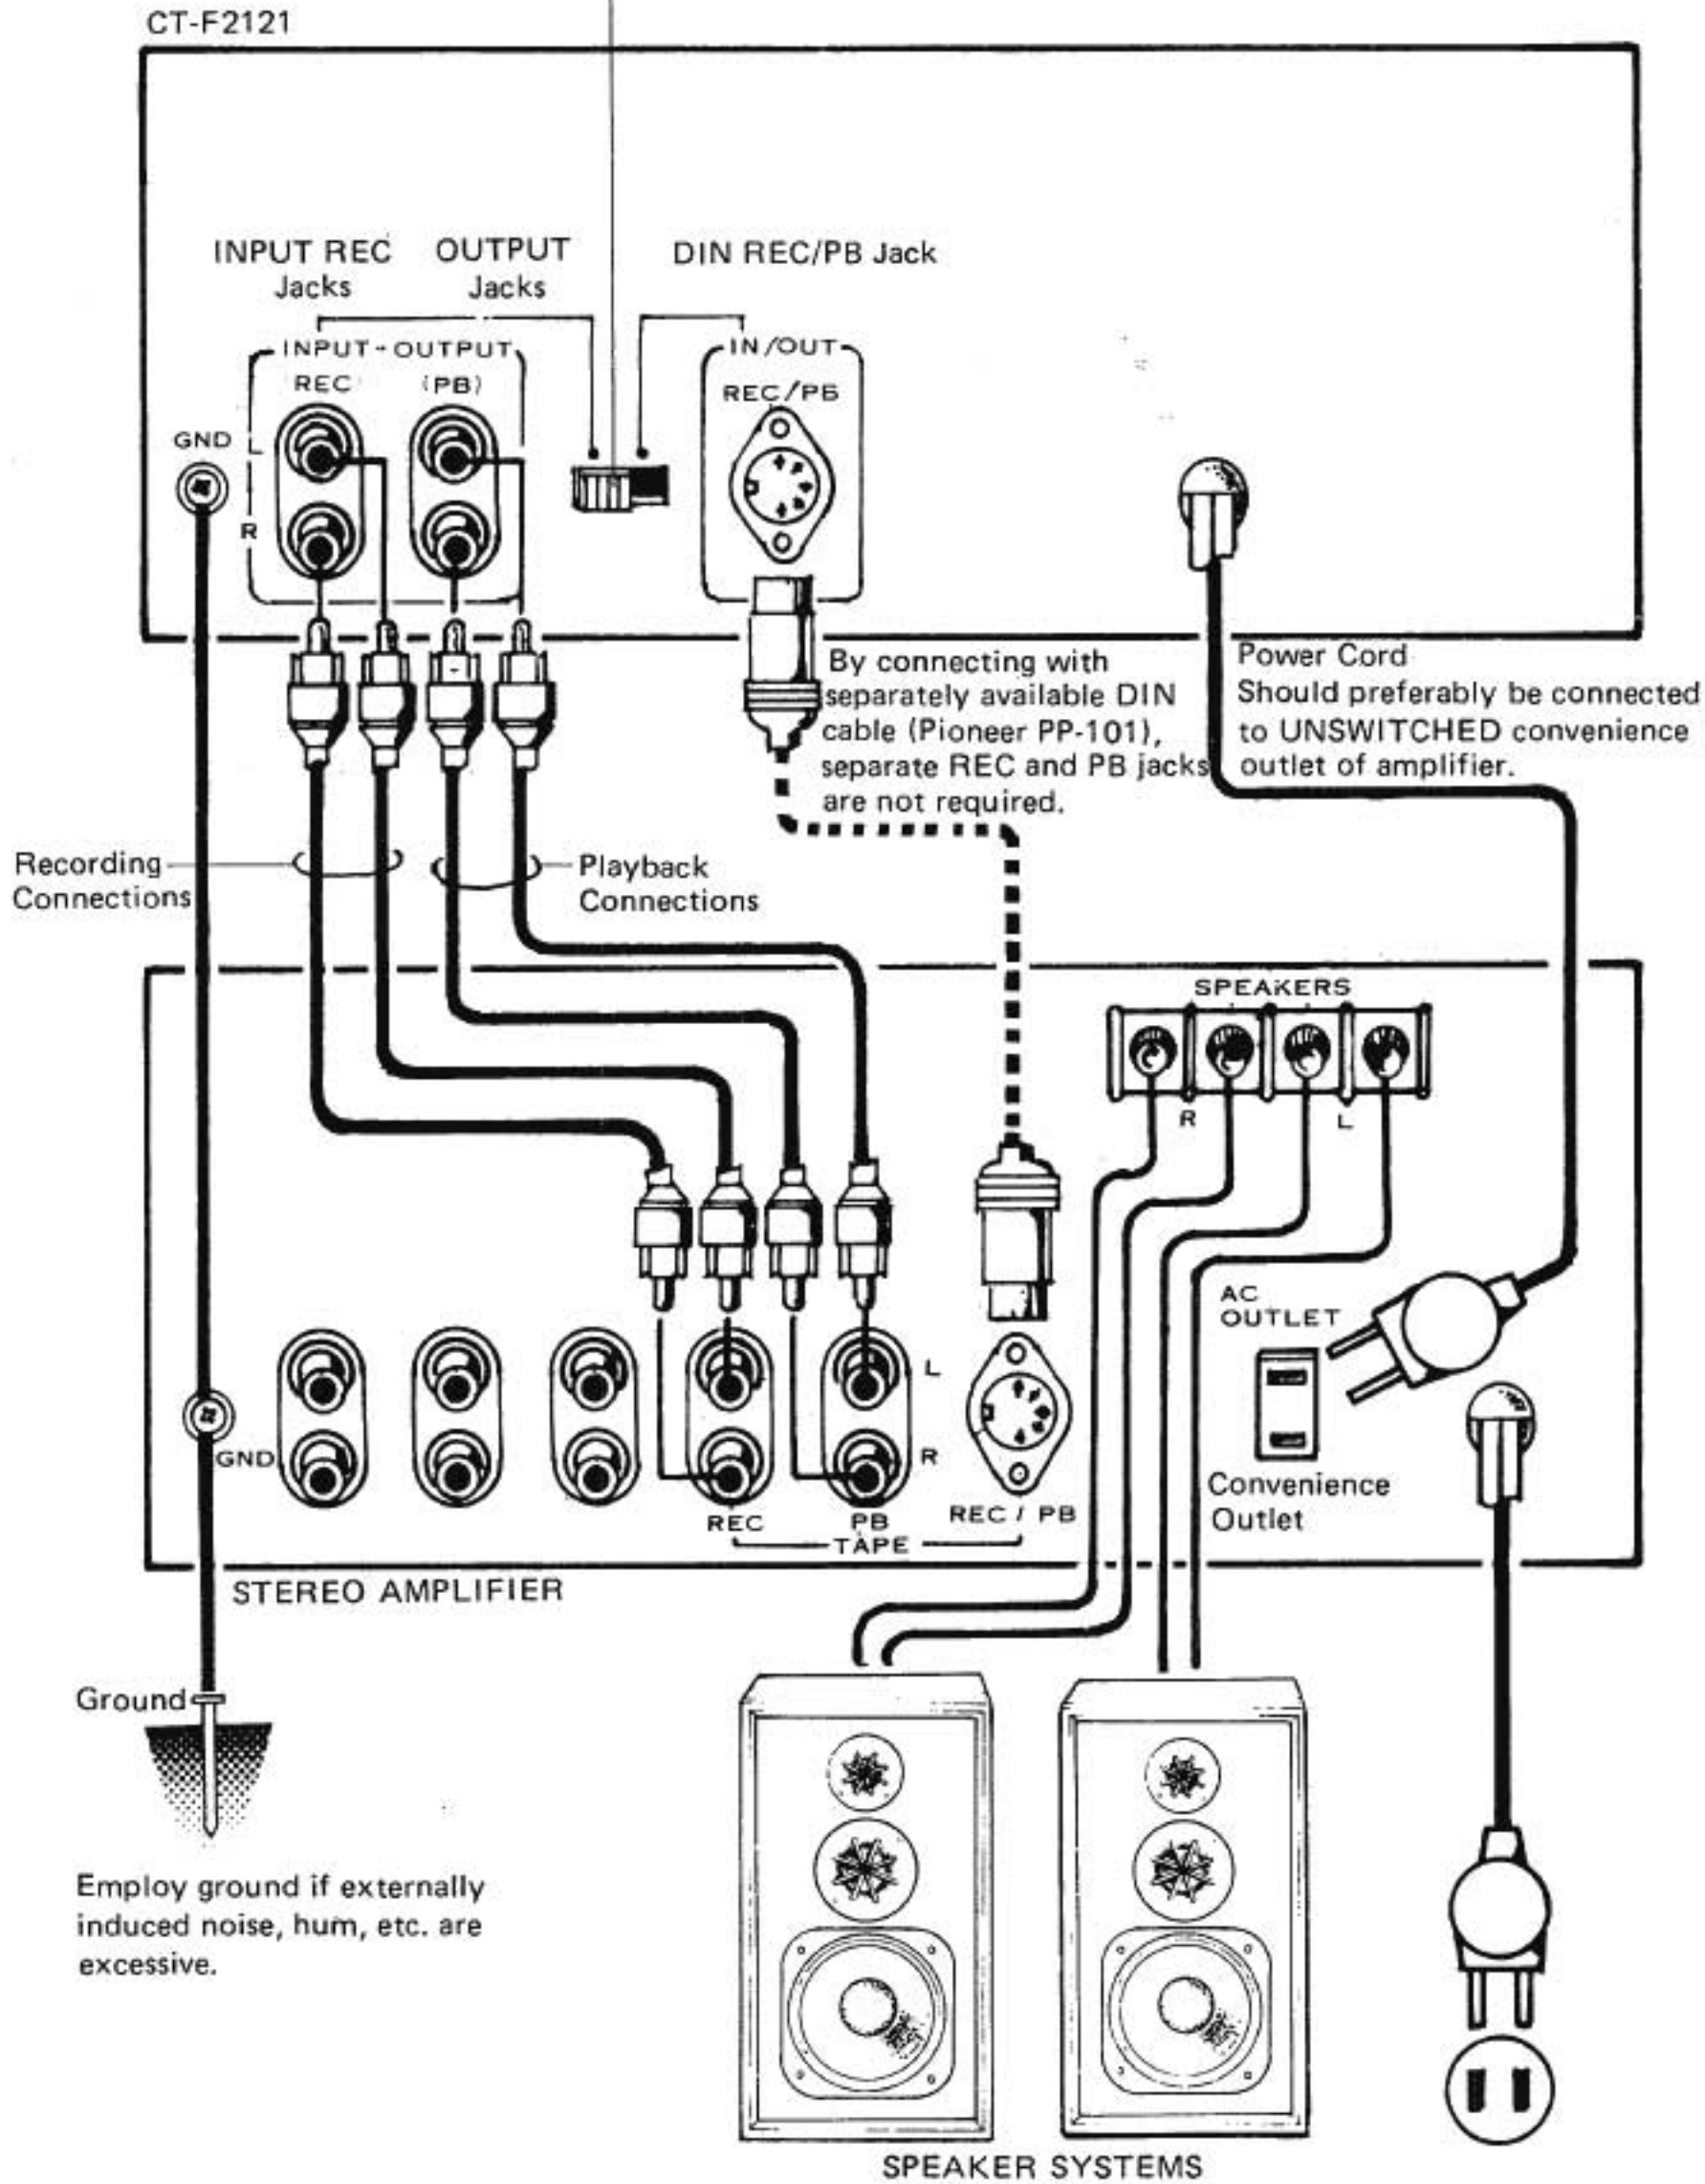 CT-F2121
INPUT REC
Jacks
OUTPUT
Jacks
DIN REC/PB Jack
INPUT-OUTPUT
REC
(PB)
IN/OUT
REC/PB
GND
L
R
By connecting with
separately available DIN
cable (Pioneer PP-101),
separate REC and PB jacks
are not required.
Power Cord
Should preferably be connected
to UNSWITCHED convenience
outlet of amplifier.
Recording
Connections
Playback
Connections
SPEAKERS
R
L
AC
OUTLET
L
R
GND
Convenience
Outlet
REC
PB
REC / PB
TAPE
STEREO AMPLIFIER
Ground
Employ ground if externally
induced noise, hum, etc. are
excessive.
SPEAKER SYSTEMS